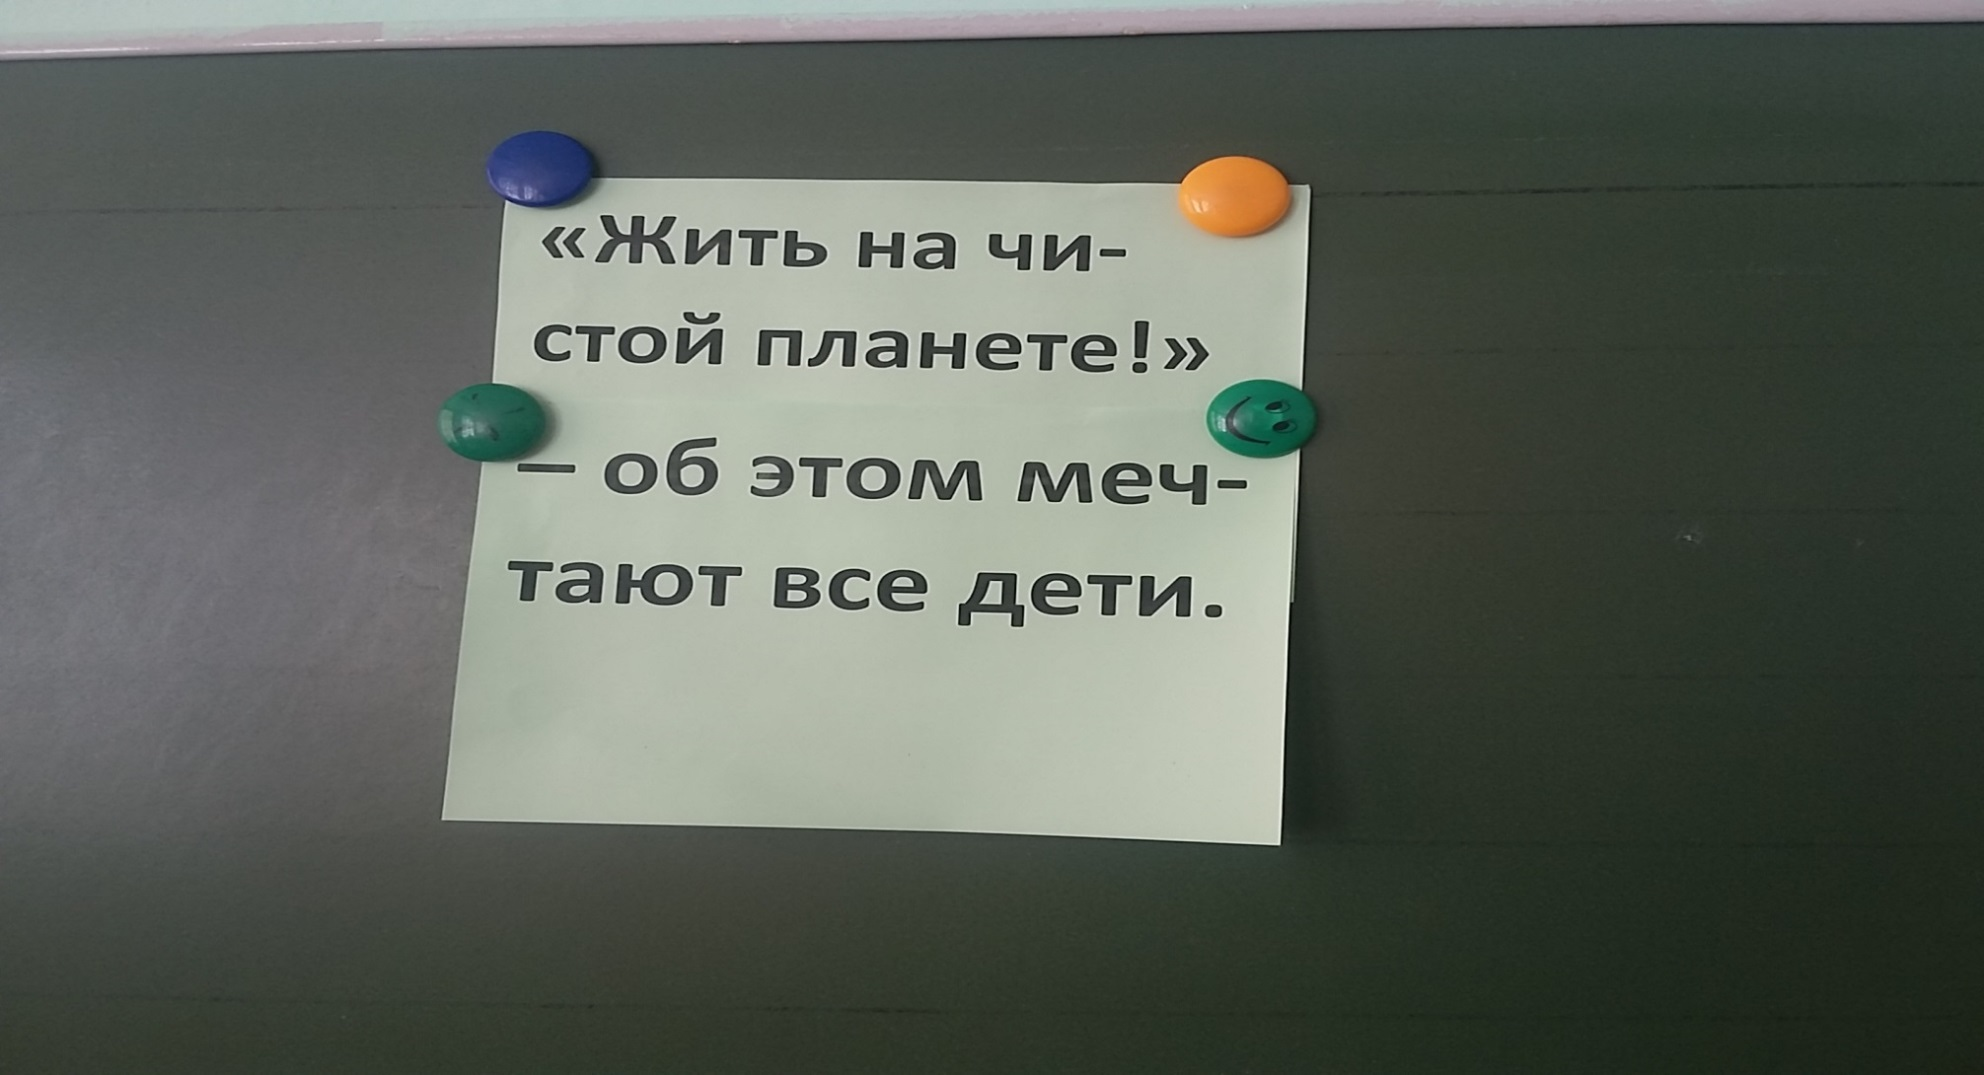 «Жить на чи-
стой планете!»
– об этом меч-
тают все дети.